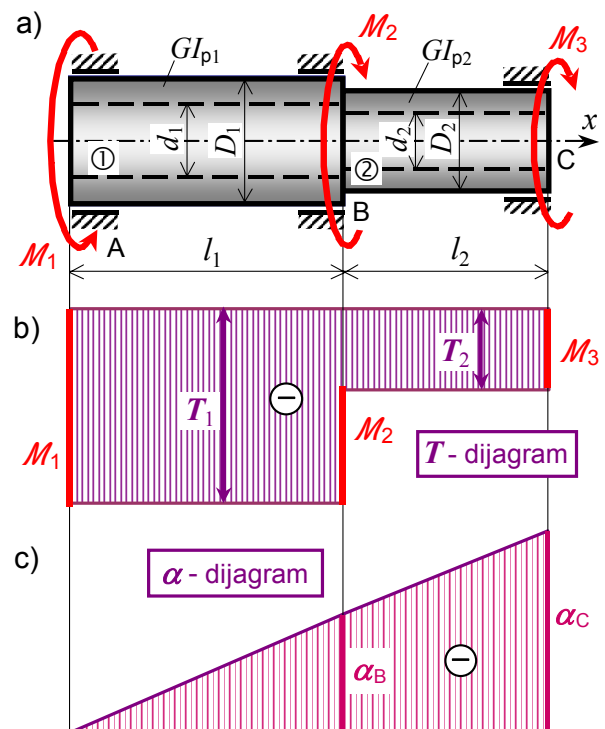 a)
M₂
M₃
GIp1
GIp2
d₁
D₁
d₂
D₂
x
①
②
C
A
B
M₁
l₁
l₂
b)
T₁
T₂
M₃
M₁
M₂
T - dijagram
c)
α - dijagram
αB
αC